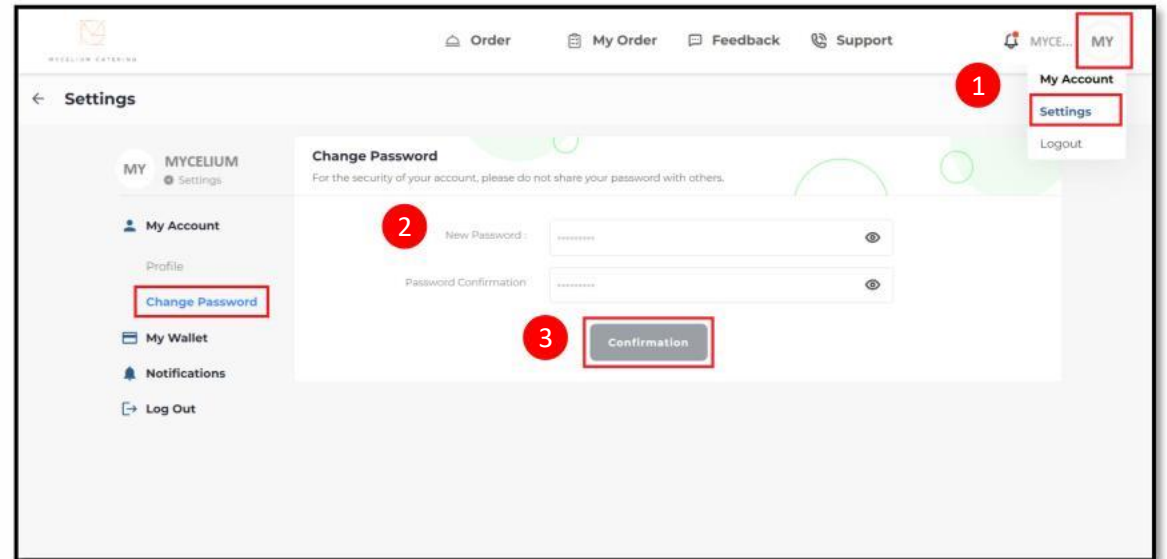 MYCELIUM CATERING
Order
My Order
Feedback
Support
MYCE...
MY
1
My Account
Settings
Logout
Settings
MY
MYCELIUM
Settings
My Account
Profile
Change Password
My Wallet
Notifications
Log Out
Change Password
For the security of your account, please do not share your password with others.
2
New Password :
Password Confirmation
3
Confirmation